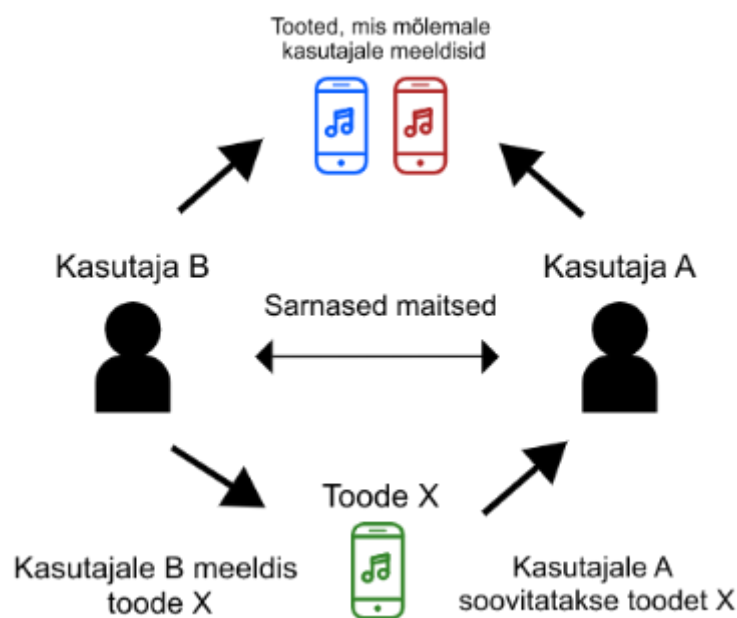 Tooted, mis mõlemale
kasutajale meeldisid
Kasutaja B
Kasutaja A
Sarnased maitsed
Toode X
Kasutajale B meeldis
toode X
Kasutajale A
soovitatakse toodet X